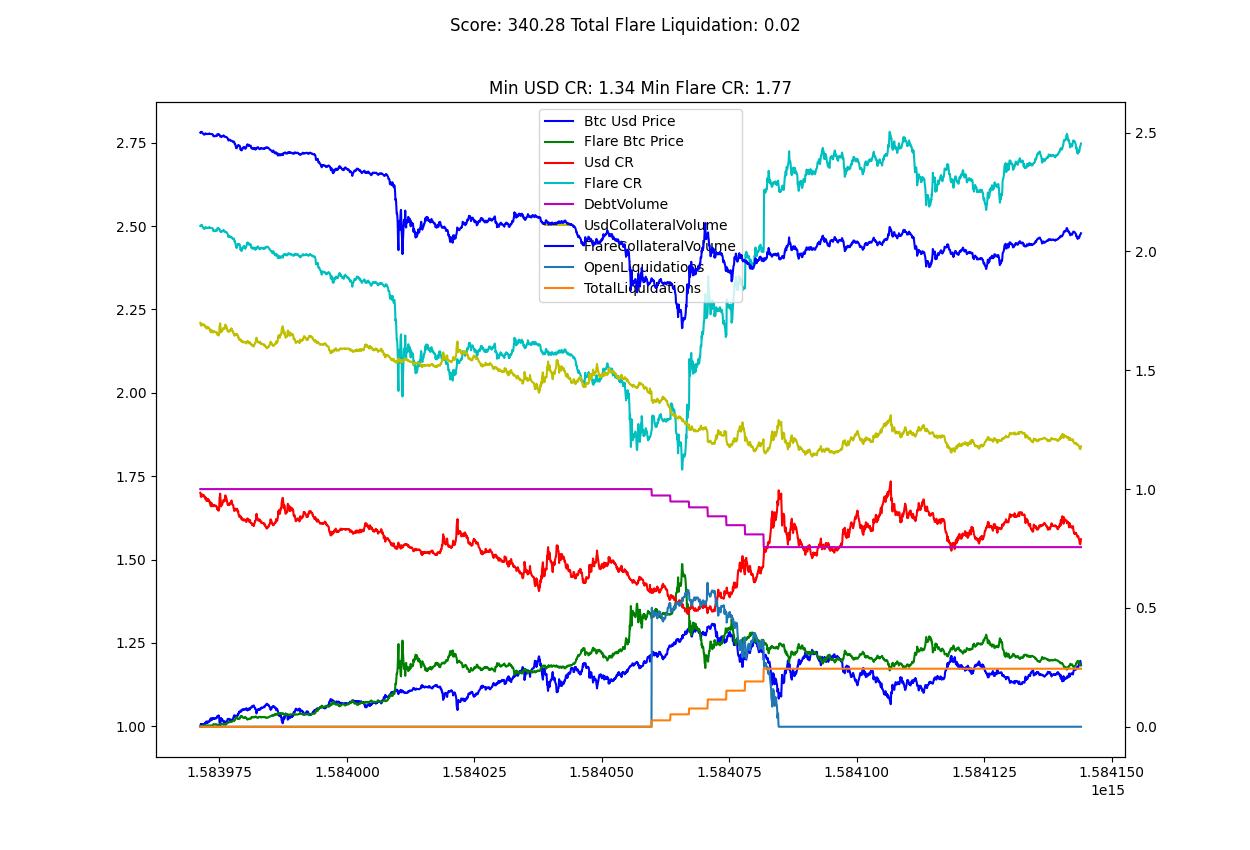 Score: 340.28 Total Flare Liquidation: 0.02
Min USD CR: 1.34 Min Flare CR: 1.77
Btc Usd Price
Flare Btc Price
Usd CR
Flare CR
DebtVolume
UsdCollateralVolume
FlareCollateralVolume
OpenLiquidations
TotalLiquidations
2.75
2.50
2.25
2.00
1.75
1.50
1.25
1.00
2.5
2.0
1.5
1.0
0.5
0.0
1.583975
1.584000
1.584025
1.584050
1.584075
1.584100
1.584125
1.584150
1e15